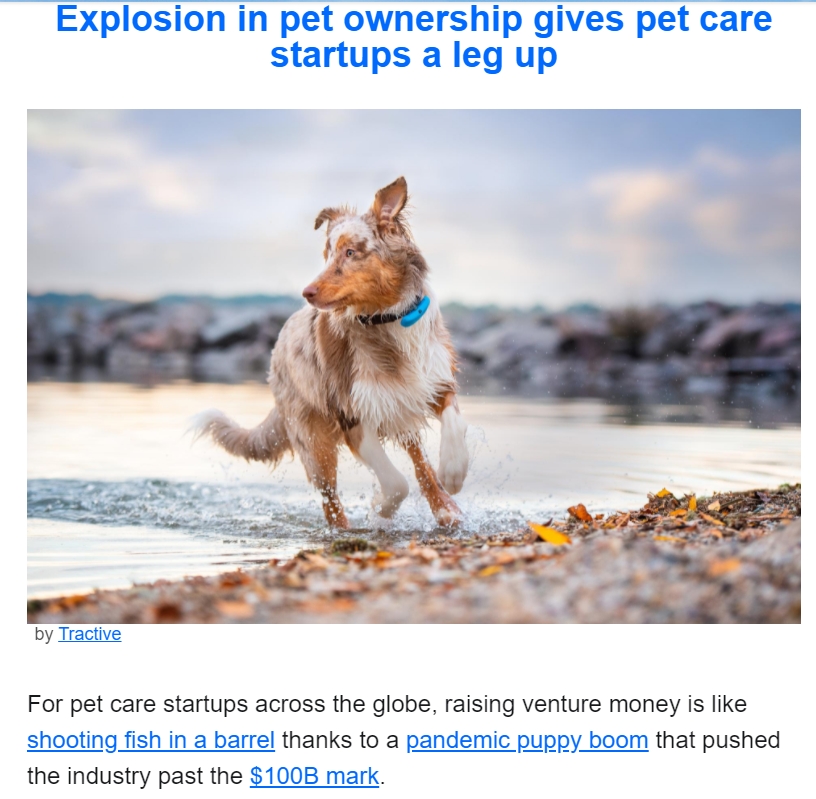 Explosion in pet ownership gives pet care
startups a leg up
by Tractive
For pet care startups across the globe, raising venture money is like
shooting fish in a barrel thanks to a pandemic puppy boom that pushed
the industry past the $100B mark.